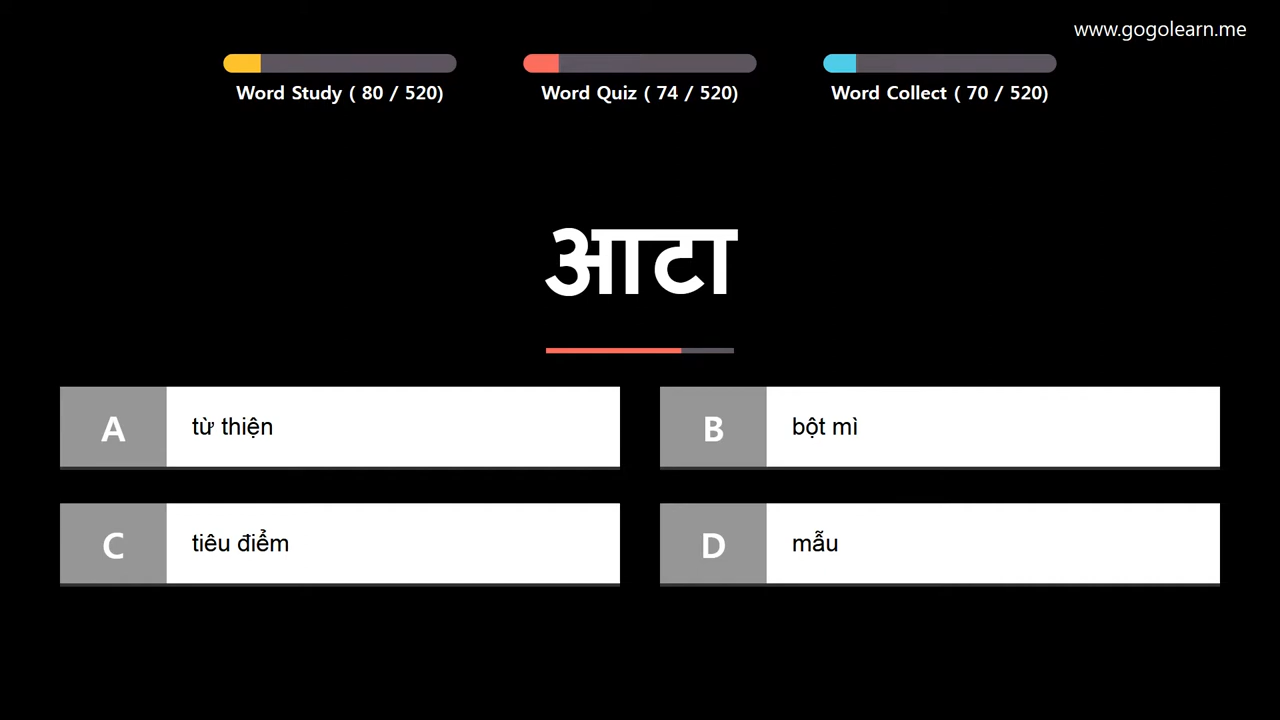 www.gogolearn.me
Word Study ( 80 / 520)
Word Quiz ( 74 / 520)
Word Collect ( 70 / 520)
आटा
A
từ thiện
B
bột mì
C
tiêu điểm
D
mẫu